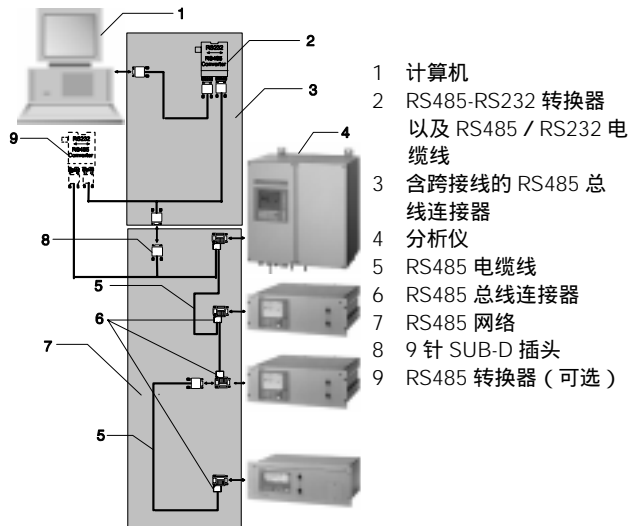 1
RS232
RS485
Converter
2
3
4
9
RS232
RS485
Converter
8
5
6
7
5
1 计算机
2 RS485-RS232 转换器
以及 RS485 / RS232 电
缆线
3 含跨接线的 RS485 总
线连接器
4 分析仪
5 RS485 电缆线
6 RS485 总线连接器
7 RS485 网络
8 9 针 SUB-D 插头
9 RS485 转换器（可选）